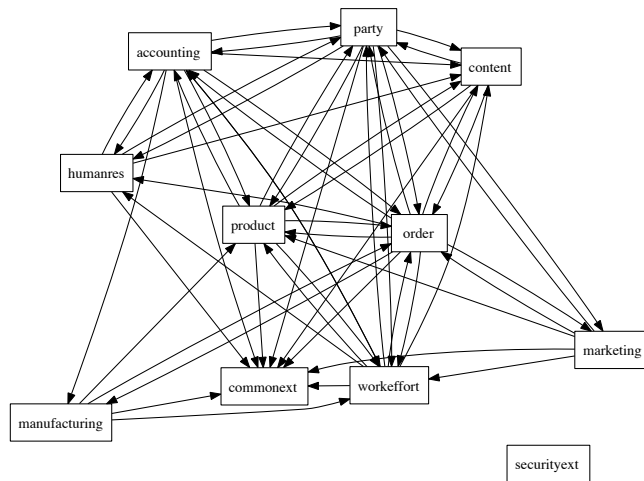 party
accounting
content
humanres
product
order
marketing
commonext
workeffort
manufacturing
securityext